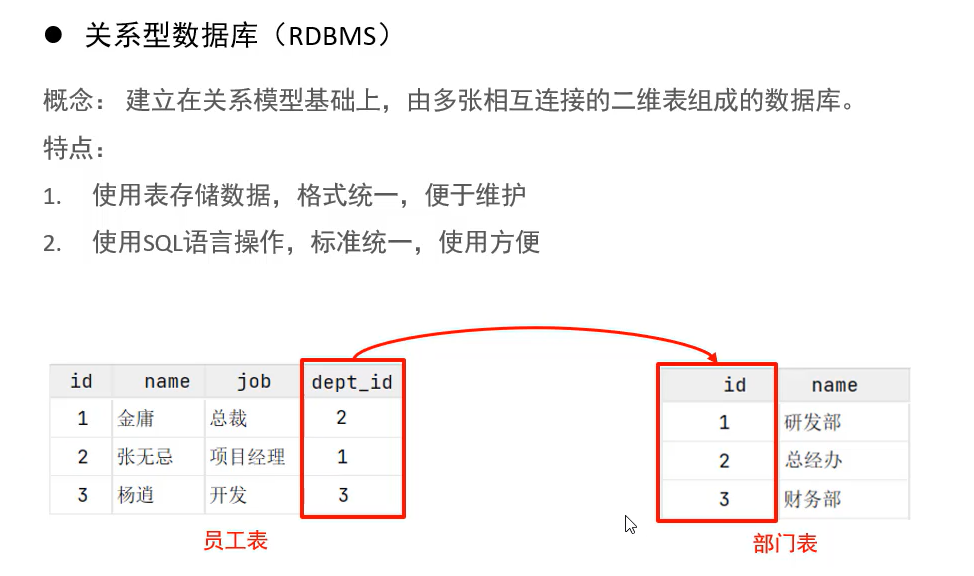 ● 关系型数据库（RDBMS）
概念： 建立在关系模型基础上，由多张相互连接的二维表组成的数据库。
特点：
1. 使用表存储数据，格式统一，便于维护
2. 使用SQL语言操作，标准统一，使用方便
id name job dept_id
1 金庸 总裁 2
2 张无忌 项目经理 1
3 杨逍 开发 3
员工表
id name
1 研发部
2 总经办
3 财务部
部门表